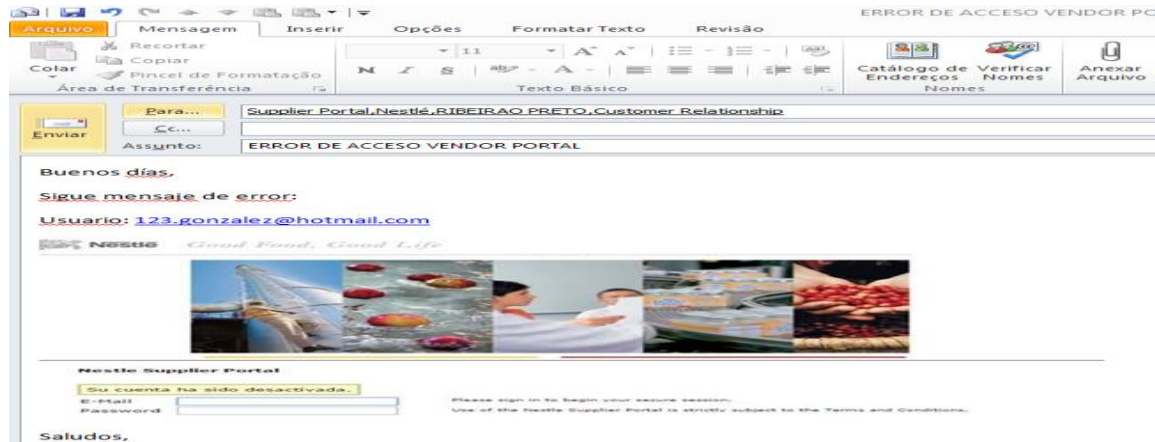 ERROR DE ACCESO VENDOR PO
Arquivo Mensagem Inserir Opções Formatar Texto Revisão
Colar
Recortar
Copiar
Pincel de Formatação
Área de Transferência
11
N I S
Texto Básico
Catálogo de Endereços
Verificar Nomes
Nomes
Anexar Arquivo
Enviar
Para... Supplier Portal,Nestlé,RIBEIRAO PRETO,Customer Relationship
Cc...
Assunto: ERROR DE ACCESO VENDOR PORTAL
Buenos días,
Sigue mensaje de error:
Usuario: 123.gonzalez@hotmail.com
Nestlé Good Food, Good Life
Nestle Supplier Portal
Su cuenta ha sido desactivada.
E-Mail Please sign in to begin your secure session.
Password Use of the Nestle Supplier Portal is strictly subject to the Terms and Conditions.
Saludos,